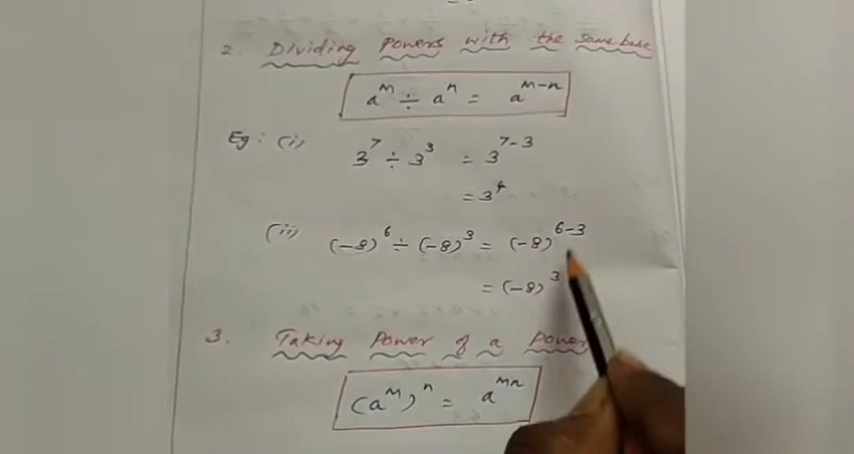 2. Dividing Powers with the same base
a^m ÷ a^n = a^(m-n)
Eg: (i) 3^7 ÷ 3^3 = 3^(7-3)
= 3^4
(ii) (-8)^6 ÷ (-8)^3 = (-8)^(6-3)
= (-8)^3
3. Taking Power of a Power
(a^m)^n = a^(mn)